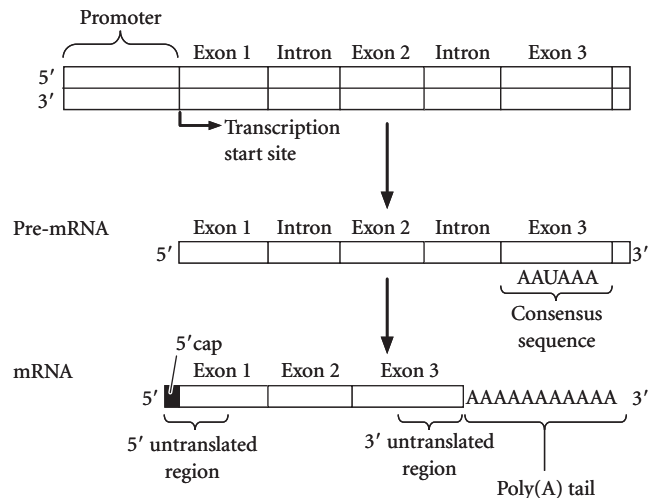 Promoter
Exon 1 Intron Exon 2 Intron Exon 3
5′
3′
Transcription
start site
Pre-mRNA
Exon 1 Intron Exon 2 Intron Exon 3
5′ 3′
AAUAAA
Consensus
sequence
5′cap
mRNA
Exon 1 Exon 2 Exon 3
5′ AAAAAAAAAAA 3′
5′ untranslated
region
3′ untranslated
region
Poly(A) tail